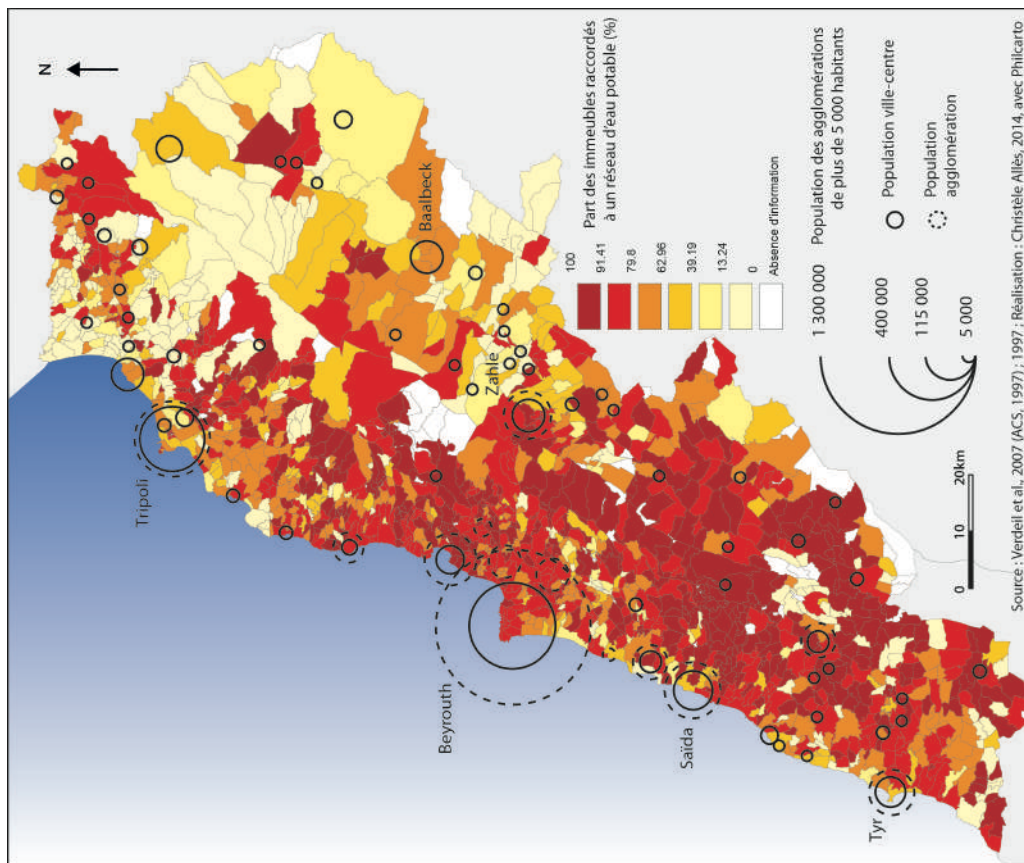 N
Tripoli
Baalbeck
Zahle
Beyrouth
Saïda
Tyr
Part des immeubles raccordés
à un réseau d'eau potable (%)
100
91.41
79.8
62.96
39.19
13.24
0
Absence d'information
Population des agglomérations
de plus de 5 000 habitants
1 300 000
400 000
115 000
5 000
Population ville-centre
Population
agglomération
0 10 20km
Source : Verdeil et al., 2007 (ACS, 1997) ; 1997 ; Réalisation : Christèle Allès, 2014, avec Philcarto